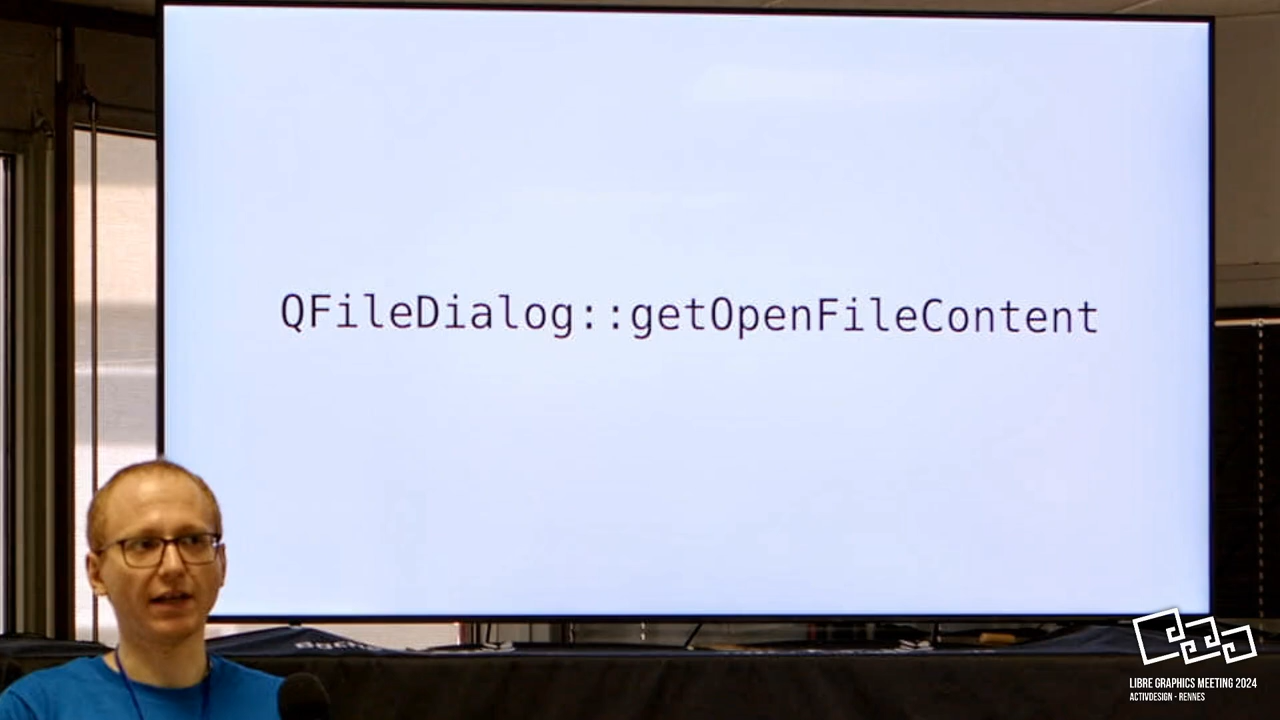 QFileDialog::getOpenFileContent
LIBRE GRAPHICS MEETING 2024
ACTIVDESIGN - RENNES